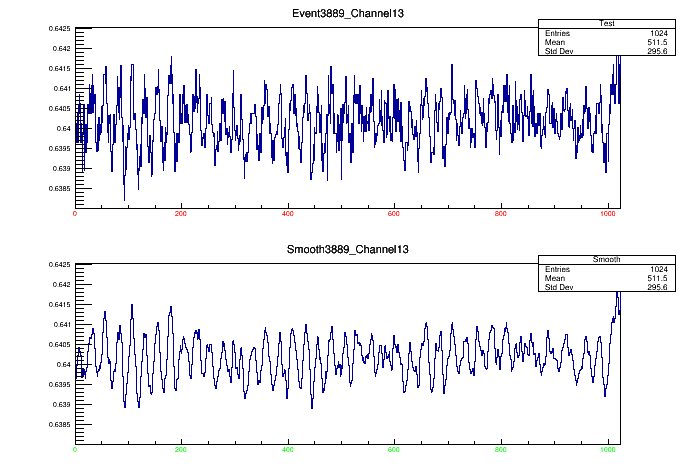 Event3889_Channel13
Test
Entries 1024
Mean 511.5
Std Dev 295.6
0.6425
0.642
0.6415
0.641
0.6405
0.64
0.6395
0.639
0.6385
0 200 400 600 800 1000
Smooth3889_Channel13
Smooth
Entries 1024
Mean 511.5
Std Dev 295.6
0.6425
0.642
0.6415
0.641
0.6405
0.64
0.6395
0.639
0.6385
0 200 400 600 800 1000